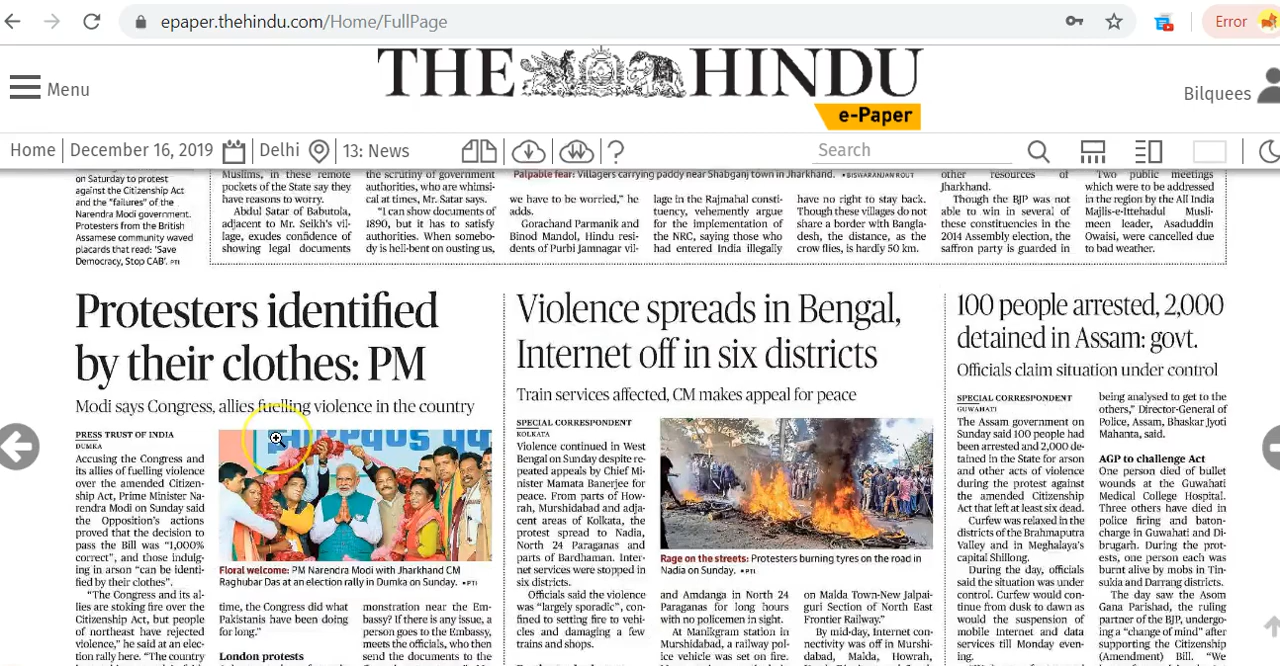 epaper.thehindu.com/Home/FullPage
Error
Menu
THE HINDU
e-Paper
Bilquees
Home
December 16, 2019
Delhi
13: News
?
Search
on Saturday to protest
against the Citizenship Act
and the “failures” of the
Narendra Modi government.
Protesters from the British
Assamese community waved
placards that read: ‘Save
Democracy, Stop CAB’. PTI
Muslims, in these remote
pockets of the State say they
have reasons to worry.
Abdul Satar of Babutola,
adjacent to Mr. Seikh’s vil-
lage, exudes confidence of
showing legal documents
the scrutiny of government
authorities, who are whimsi-
cal at times, Mr. Satar says.
“I can show documents of
1890, but it has to satisfy
authorities. When somebo-
dy is hell-bent on ousting us,
we have to be worried,” he
adds.
Gorachand Parmanik and
Binod Mandol, Hindu resi-
dents of Purbi Jamnagar vil-
Palpable fear: Villagers carrying paddy near Shabganj town in Jharkhand. • BISWARANJAN ROUT
lage in the Rajmahal consti-
tuency, vehemently argue
for the implementation of
the NRC, saying those who
had entered India illegally
have no right to stay back.
Though these villages do not
share a border with Bangla-
desh, the distance, as the
crow flies, is hardly 50 km.
other resources of
Jharkhand.
Though the BJP was not
able to win in several of
these constituencies in the
2014 Assembly election, the
saffron party is guarded in
Two public meetings
which were to be addressed
in the region by the All India
Majlis-e-Ittehadul Musli-
meen leader, Asaduddin
Owaisi, were cancelled due
to bad weather.
Protesters identified
by their clothes: PM
Modi says Congress, allies fuelling violence in the country
PRESS TRUST OF INDIA
DUMKA
Accusing the Congress and
its allies of fuelling violence
over the amended Citizen-
ship Act, Prime Minister Na-
rendra Modi on Sunday said
the Opposition’s actions
proved that the decision to
pass the Bill was “1,000%
correct”, and those indulg-
ing in arson “can be identi-
fied by their clothes”.
“The Congress and its al-
lies are stoking fire over the
Citizenship Act, but people
of northeast have rejected
violence,” he said at an elec-
tion rally here. “The country
Floral welcome: PM Narendra Modi with Jharkhand CM
Raghubar Das at an election rally in Dumka on Sunday. • PTI
time, the Congress did what
Pakistanis have been doing
for long.”
London protests
monstration near the Em-
bassy? If there is any issue, a
person goes to the Embassy,
meets the officials, who then
send the documents to the
Violence spreads in Bengal,
Internet off in six districts
Train services affected, CM makes appeal for peace
SPECIAL CORRESPONDENT
KOLKATA
Violence continued in West
Bengal on Sunday despite re-
peated appeals by Chief Mi-
nister Mamata Banerjee for
peace. From parts of How-
rah, Murshidabad and adja-
cent areas of Kolkata, the
protest spread to Nadia,
North 24 Paraganas and
parts of Bardhaman. Inter-
net services were stopped in
six districts.
Officials said the violence
was “largely sporadic”, con-
fined to setting fire to vehi-
cles and damaging a few
trains and shops.
Rage on the streets: Protesters burning tyres on the road in
Nadia on Sunday. • PTI
and Amdanga in North 24
Paraganas for long hours
with no policemen in sight.
At Manikgram station in
Murshidabad, a railway po-
lice vehicle was set on fire.
on Malda Town-New Jalpai-
guri Section of North East
Frontier Railway.”
By mid-day, Internet con-
nectivity was off in Murshi-
dabad, Malda, Howrah,
100 people arrested, 2,000
detained in Assam: govt.
Officials claim situation under control
SPECIAL CORRESPONDENT
GUWAHATI
The Assam government on
Sunday said 100 people had
been arrested and 2,000 de-
tained in the State for arson
and other acts of violence
during the protest against
the amended Citizenship
Act that left at least six dead.
Curfew was relaxed in the
districts of the Brahmaputra
Valley and in Meghalaya’s
capital Shillong.
During the day, officials
said the situation was under
control. Curfew would con-
tinue from dusk to dawn as
would the suspension of
mobile Internet and data
services till Monday even-
ing.
being analysed to get to the
others,” Director-General of
Police, Assam, Bhaskar Jyoti
Mahanta, said.
AGP to challenge Act
One person died of bullet
wounds at the Guwahati
Medical College Hospital.
Three others have died in
police firing and baton-
charge in Guwahati and Di-
brugarh. During the prot-
ests, one person each was
burnt alive by mobs in Tin-
sukia and Darrang districts.
The day saw the Asom
Gana Parishad, the ruling
partner of the BJP, undergo-
ing a “change of mind” after
supporting the Citizenship
(Amendment) Bill. “We